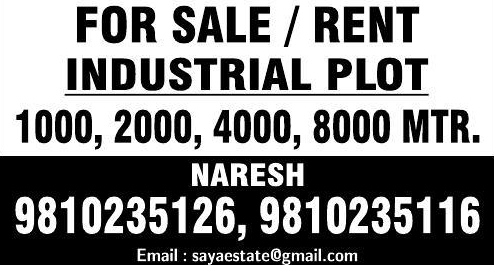 FOR SALE / RENT
INDUSTRIAL PLOT
1000, 2000, 4000, 8000 MTR.
NARESH
9810235126, 9810235116
Email : sayaestate@gmail.com